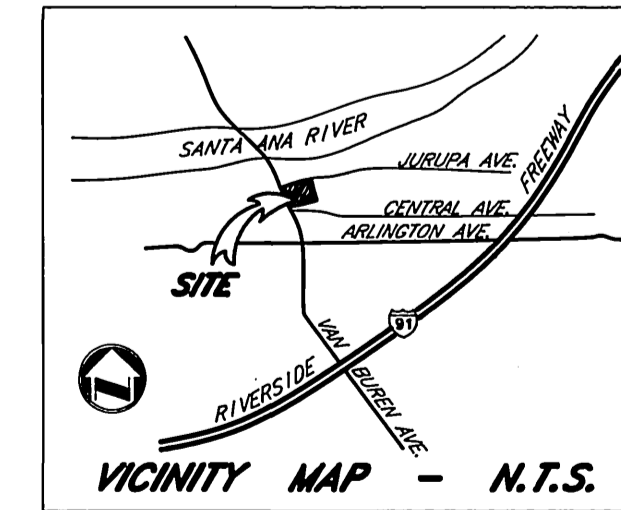 SANTA ANA RIVER
JURUPA AVE.
FREEWAY
CENTRAL AVE.
ARLINGTON AVE.
SITE
91
VAN BUREN AVE.
RIVERSIDE
VICINITY MAP - N.T.S.